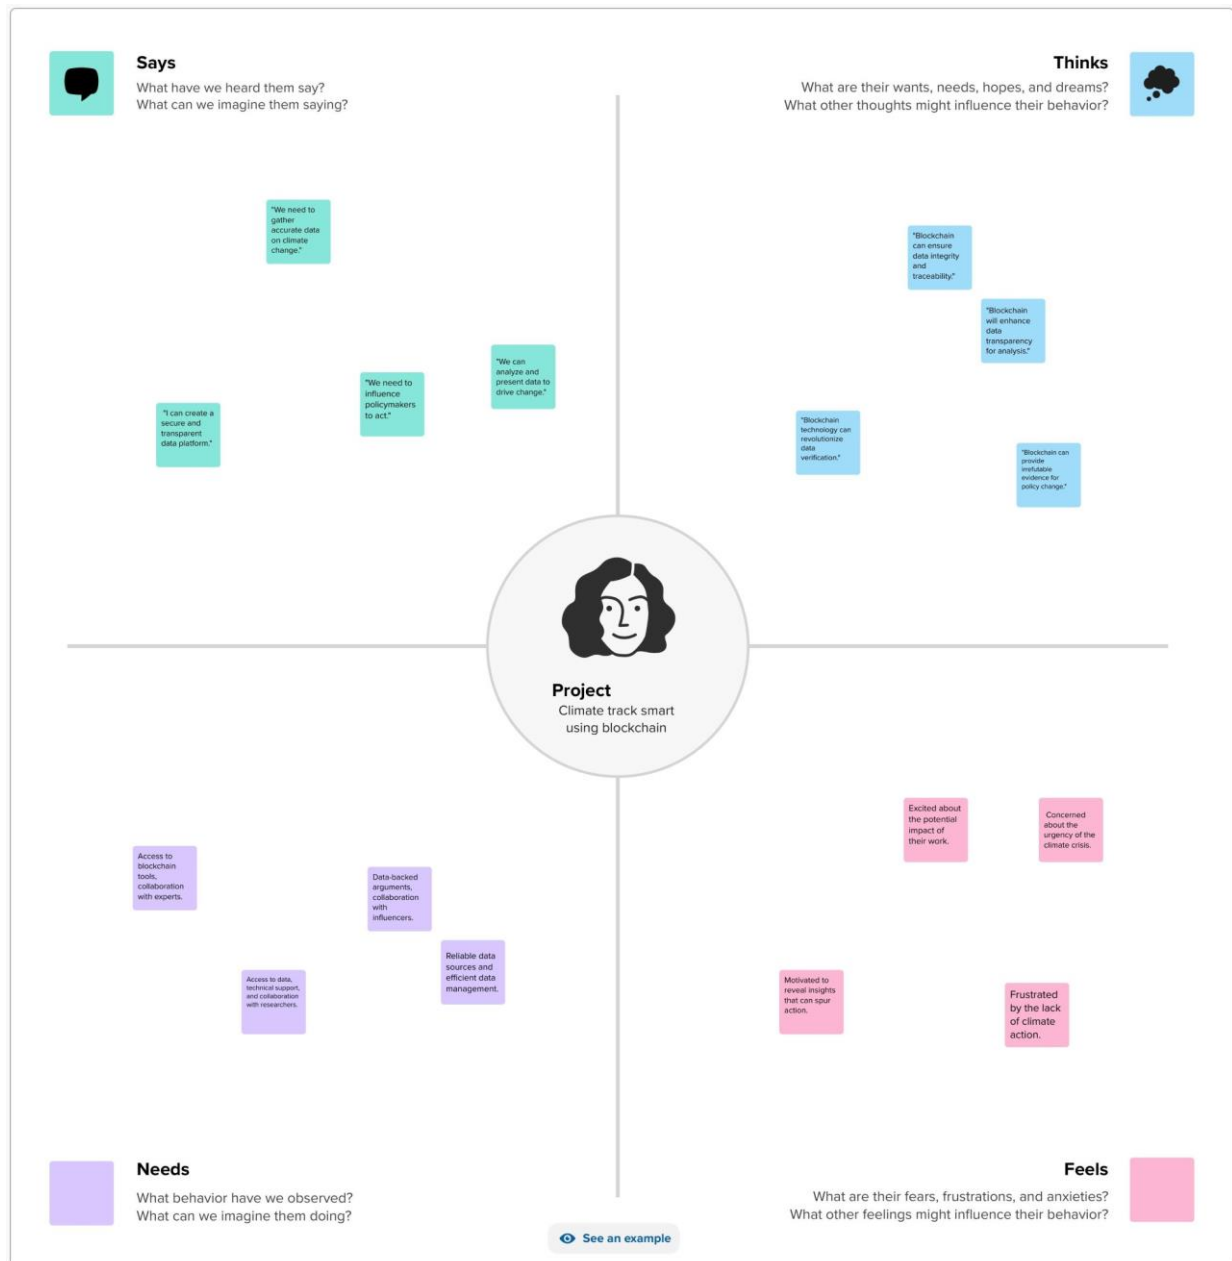 Says
What have we heard them say?
What can we imagine them saying?
Thinks
What are their wants, needs, hopes, and dreams?
What other thoughts might influence their behavior?
"We need to
gather
accurate data
on climate
change."
"I can create a
secure and
transparent
data platform."
"We need to
influence
policymakers
to act."
"We can
analyze and
present data to
drive change."
"Blockchain
can ensure
data integrity
and
traceability."
"Blockchain
will enhance
data
transparency
for analysis."
"Blockchain
technology can
revolutionize
data
verification."
"Blockchain can
provide
irrefutable
evidence for
policy change."
Project
Climate track smart
using blockchain
Access to
blockchain
tools,
collaboration
with experts.
Data-backed
arguments,
collaboration
with
influencers.
Access to data,
technical support,
and collaboration
with researchers.
Reliable data
sources and
efficient data
management.
Excited about
the potential
impact of
their work.
Concerned
about the
urgency of the
climate crisis.
Motivated to
reveal insights
that can spur
action.
Frustrated
by the lack
of climate
action.
Needs
What behavior have we observed?
What can we imagine them doing?
Feels
What are their fears, frustrations, and anxieties?
What other feelings might influence their behavior?
See an example